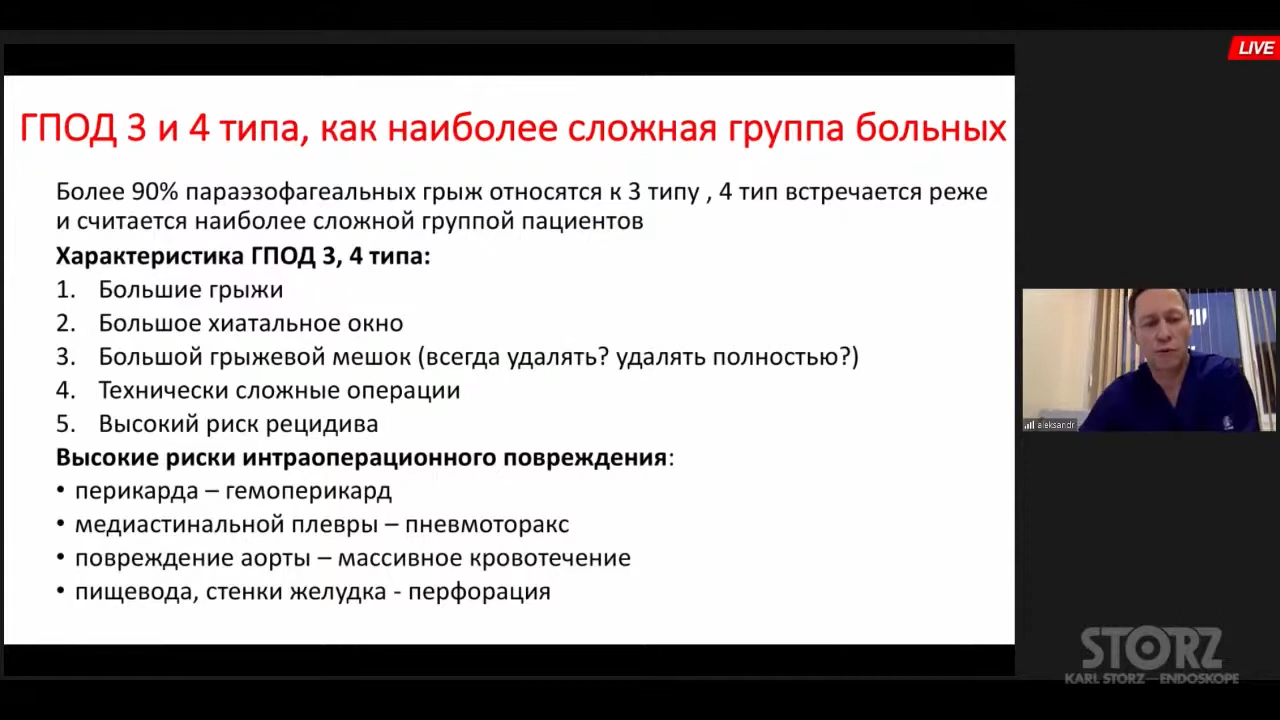 LIVE
ГПОД 3 и 4 типа, как наиболее сложная группа больных
Более 90% параэзофагеальных грыж относятся к 3 типу , 4 тип встречается реже
и считается наиболее сложной группой пациентов
Характеристика ГПОД 3, 4 типа:
1. Большие грыжи
2. Большое хиатальное окно
3. Большой грыжевой мешок (всегда удалять? удалять полностью?)
4. Технически сложные операции
5. Высокий риск рецидива
Высокие риски интраоперационного повреждения:
• перикарда – гемоперикард
• медиастинальной плевры – пневмоторакс
• повреждение аорты – массивное кровотечение
• пищевода, стенки желудка - перфорация
aleksandr
STORZ
KARL STORZ—ENDOSKOPE